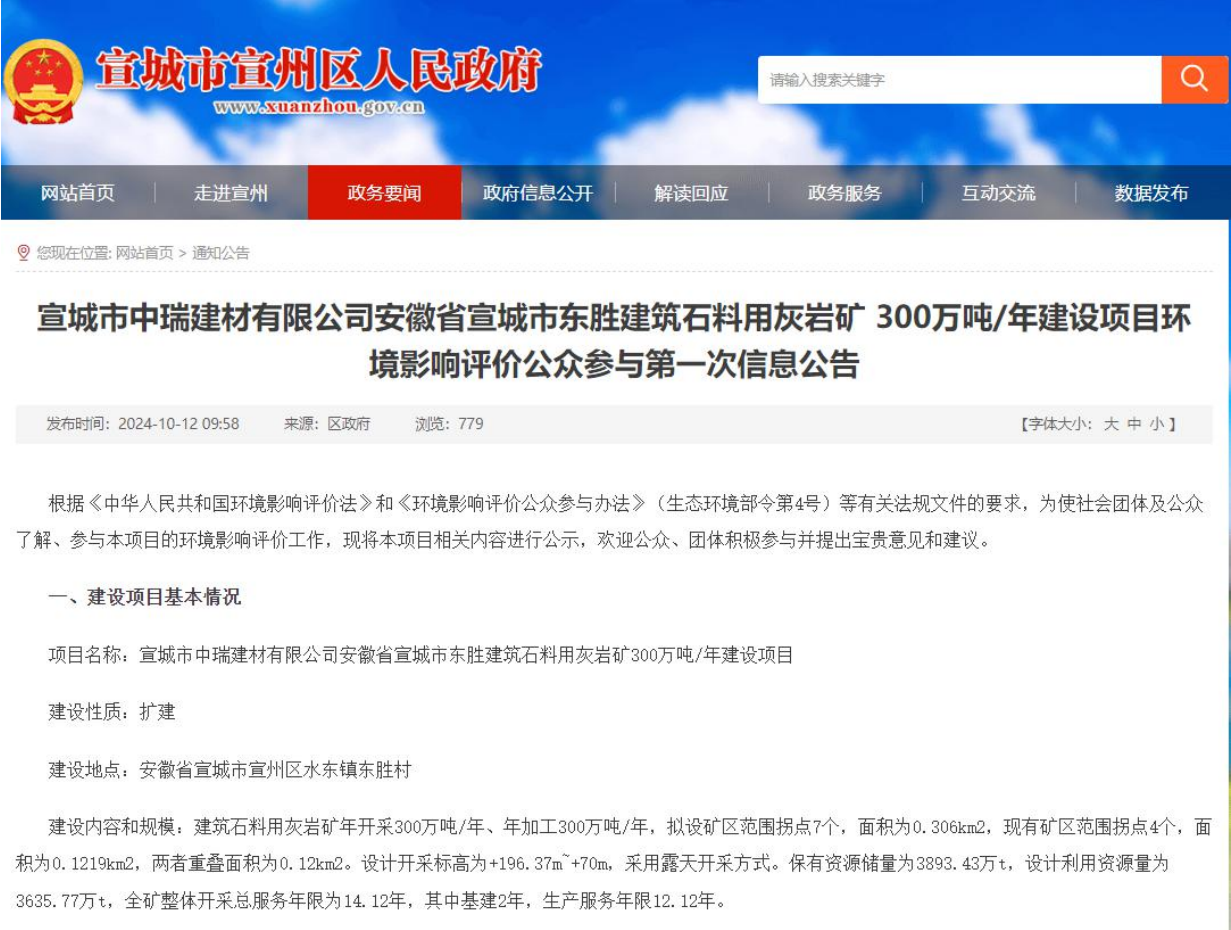 宣城市宣州区人民政府
www.xuanzhou.gov.cn
请输入搜索关键字
网站首页 走进宣州 政务要闻 政府信息公开 解读回应 政务服务 互动交流 数据发布
您现在位置: 网站首页 > 通知公告
宣城市中瑞建材有限公司安徽省宣城市东胜建筑石料用灰岩矿 300万吨/年建设项目环
境影响评价公众参与第一次信息公告
发布时间: 2024-10-12 09:58 来源: 区政府 浏览: 779 【字体大小: 大 中 小】
根据《中华人民共和国环境影响评价法》和《环境影响评价公众参与办法》（生态环境部令第4号）等有关法规文件的要求，为使社会团体及公众
了解、参与本项目的环境影响评价工作，现将本项目相关内容进行公示，欢迎公众、团体积极参与并提出宝贵意见和建议。
一、建设项目基本情况
项目名称：宣城市中瑞建材有限公司安徽省宣城市东胜建筑石料用灰岩矿300万吨/年建设项目
建设性质：扩建
建设地点：安徽省宣城市宣州区水东镇东胜村
建设内容和规模：建筑石料用灰岩矿年开采300万吨/年、年加工300万吨/年，拟设矿区范围拐点7个，面积为0.306km2，现有矿区范围拐点4个，面
积为0.1219km2，两者重叠面积为0.12km2。设计开采标高为+196.37m~+70m，采用露天开采方式。保有资源储量为3893.43万t，设计利用资源量为
3635.77万t，全矿整体开采总服务年限为14.12年，其中基建2年，生产服务年限12.12年。